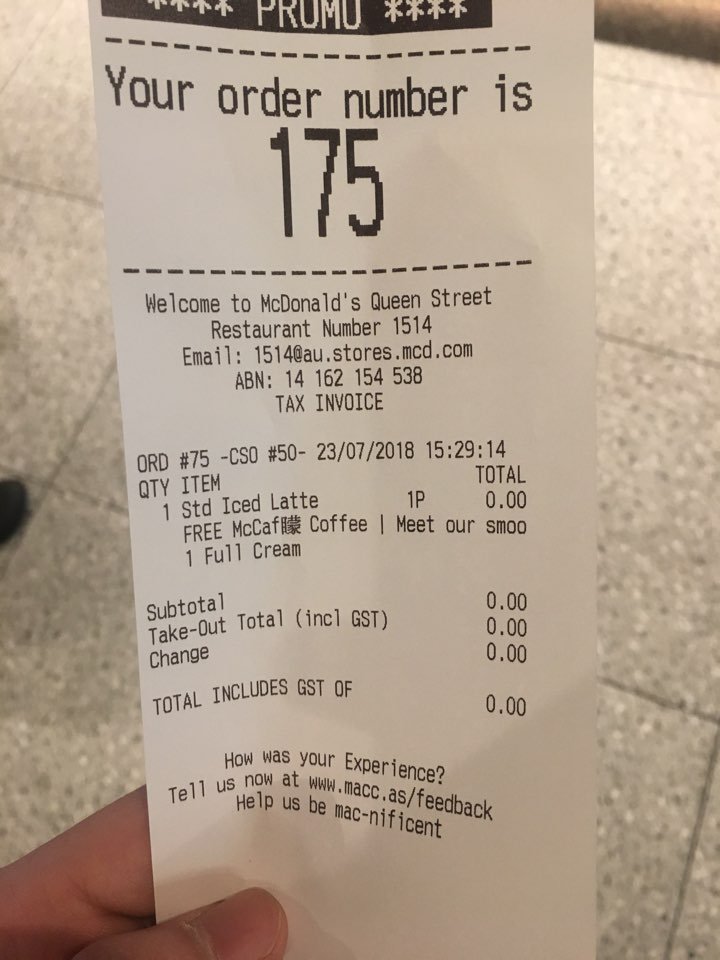 **** PROMO ****
Your order number is
175
Welcome to McDonald's Queen Street
Restaurant Number 1514
Email: 1514@au.stores.mcd.com
ABN: 14 162 154 538
TAX INVOICE
ORD #75 -CSO #50- 23/07/2018 15:29:14
QTY ITEM TOTAL
1 Std Iced Latte 1P 0.00
FREE McCaf矇 Coffee | Meet our smoo
1 Full Cream
Subtotal 0.00
Take-Out Total (incl GST) 0.00
Change 0.00
TOTAL INCLUDES GST OF 0.00
How was your Experience?
Tell us now at www.macc.as/feedback
Help us be mac-nificent